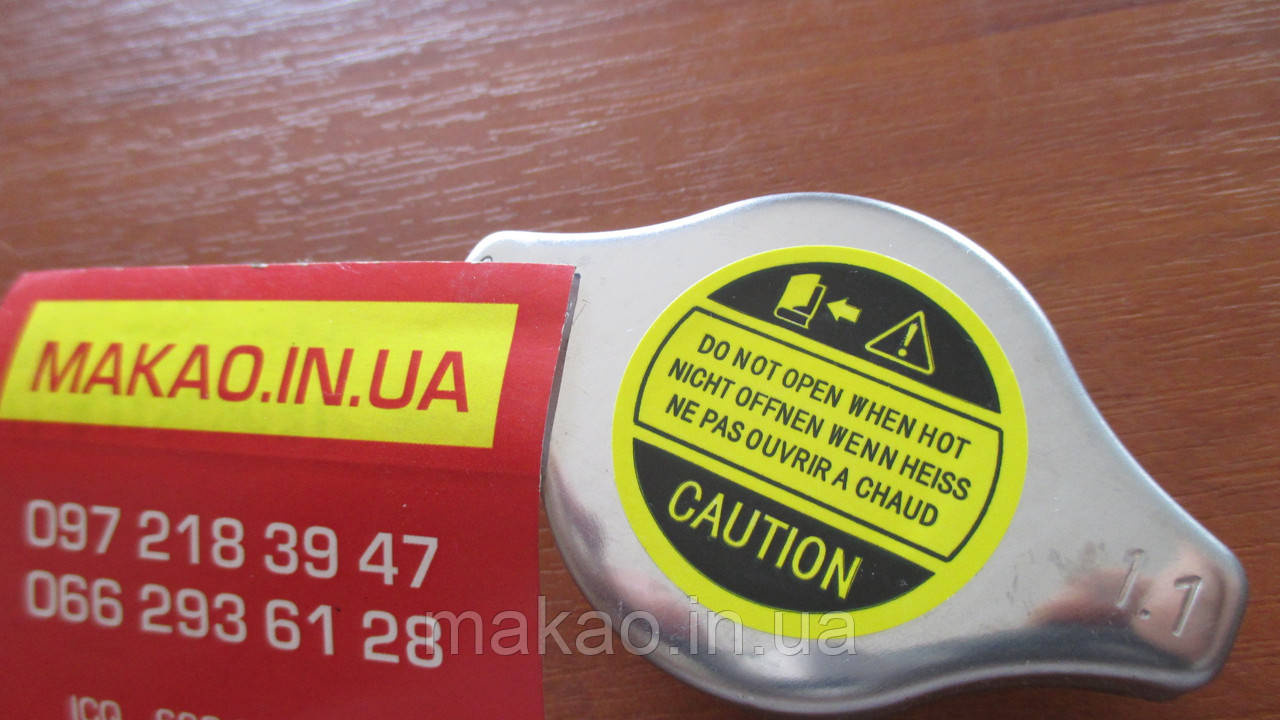 MAKAO.IN.UA
097 218 39 47
066 293 61 28
ICQ
DO NOT OPEN WHEN HOT
NICHT OFFNEN WENN HEISS
NE PAS OUVRIR A CHAUD
CAUTION
1.1
makao.in.ua